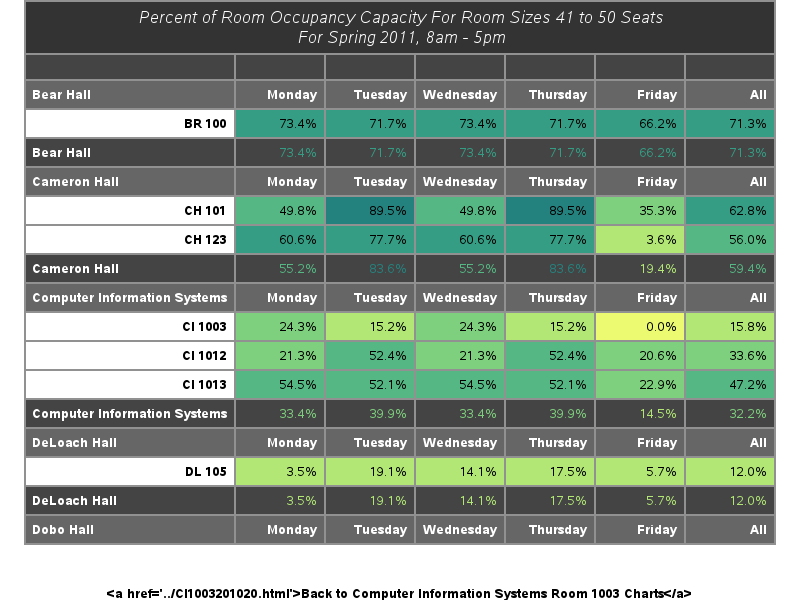 Percent of Room Occupancy Capacity For Room Sizes 41 to 50 Seats
For Spring 2011, 8am - 5pm
Bear Hall Monday Tuesday Wednesday Thursday Friday All
BR 100 73.4% 71.7% 73.4% 71.7% 66.2% 71.3%
Bear Hall 73.4% 71.7% 73.4% 71.7% 66.2% 71.3%
Cameron Hall Monday Tuesday Wednesday Thursday Friday All
CH 101 49.8% 89.5% 49.8% 89.5% 35.3% 62.8%
CH 123 60.6% 77.7% 60.6% 77.7% 3.6% 56.0%
Cameron Hall 55.2% 83.6% 55.2% 83.6% 19.4% 59.4%
Computer Information Systems Monday Tuesday Wednesday Thursday Friday All
CI 1003 24.3% 15.2% 24.3% 15.2% 0.0% 15.8%
CI 1012 21.3% 52.4% 21.3% 52.4% 20.6% 33.6%
CI 1013 54.5% 52.1% 54.5% 52.1% 22.9% 47.2%
Computer Information Systems 33.4% 39.9% 33.4% 39.9% 14.5% 32.2%
DeLoach Hall Monday Tuesday Wednesday Thursday Friday All
DL 105 3.5% 19.1% 14.1% 17.5% 5.7% 12.0%
DeLoach Hall 3.5% 19.1% 14.1% 17.5% 5.7% 12.0%
Dobo Hall Monday Tuesday Wednesday Thursday Friday All
<a href='../CI1003201020.html'>Back to Computer Information Systems Room 1003 Charts</a>